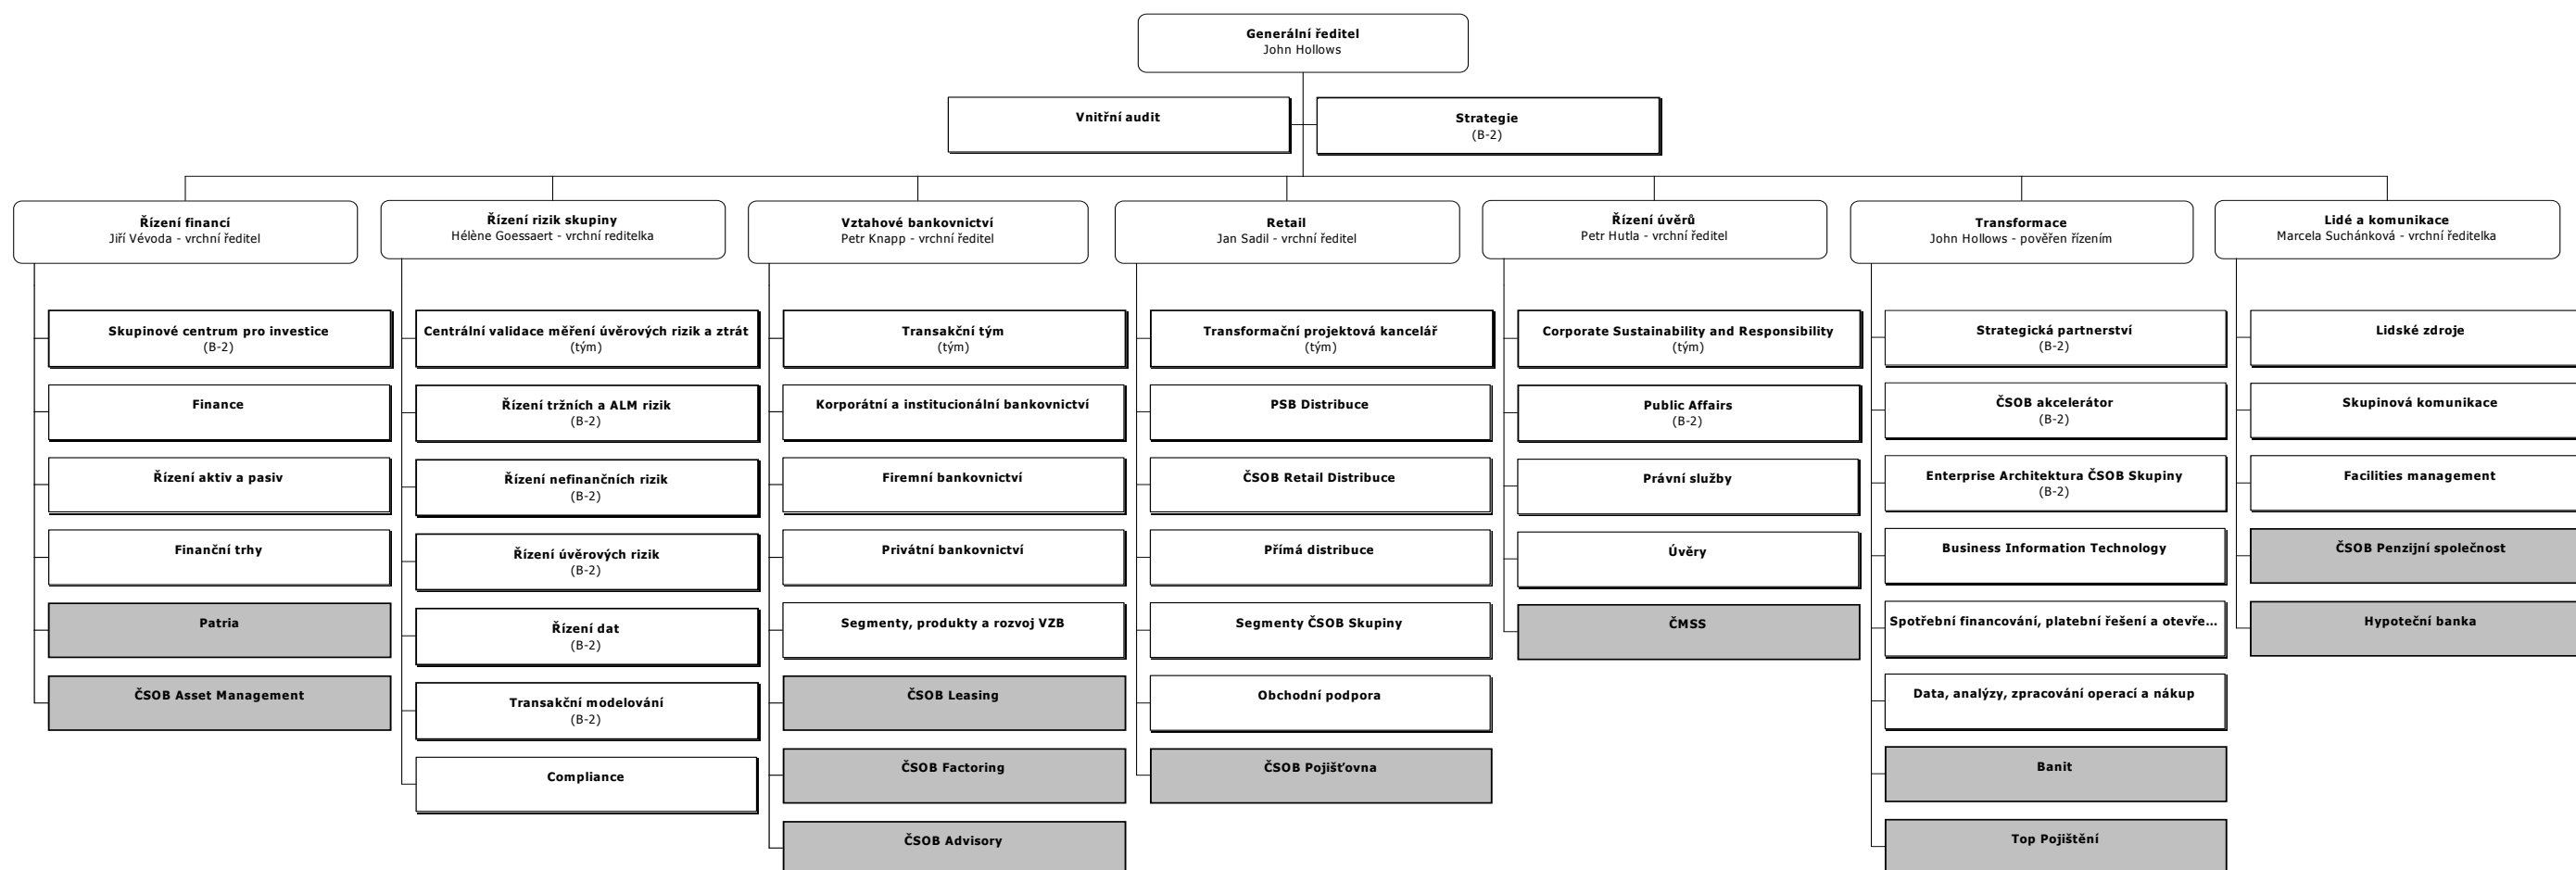 Generální ředitel
John Hollows
Vnitřní audit
Strategie
(B-2)
Řízení financí
Jiří Vévoda - vrchní ředitel
Řízení rizik skupiny
Hélène Goessaert - vrchní reditelka
Vztahové bankovnictví
Petr Knapp - vrchní ředitel
Retail
Jan Sadil - vrchní ředitel
Řízení úvěrů
Petr Hutla - vrchní ředitel
Transformace
John Hollows - pověřen řízením
Lidé a komunikace
Marcela Suchánková - vrchní ředitelka
Skupinové centrum pro investice
(B-2)
Finance
Řízení aktiv a pasiv
Finanční trhy
Patria
ČSOB Asset Management
Centrální validace měření úvěrových rizik a ztrát
(tým)
Řízení tržních a ALM rizik
(B-2)
Řízení nefinančních rizik
(B-2)
Řízení úvěrových rizik
(B-2)
Řízení dat
(B-2)
Transakční modelování
(B-2)
Compliance
Transakční tým
(tým)
Korporátní a institucionální bankovnictví
Firemní bankovnictví
Privátní bankovnictví
Segmenty, produkty a rozvoj VZB
ČSOB Leasing
ČSOB Factoring
ČSOB Advisory
Transformační projektová kancelář
(tým)
PSB Distribuce
ČSOB Retail Distribuce
Přímá distribuce
Segmenty ČSOB Skupiny
Obchodní podpora
ČSOB Pojišťovna
Corporate Sustainability and Responsibility
(tým)
Public Affairs
(B-2)
Právní služby
Úvěry
ČMSS
Strategická partnerství
(B-2)
ČSOB akcelerátor
(B-2)
Enterprise Architektura ČSOB Skupiny
(B-2)
Business Information Technology
Spotřební financování, platební řešení a otevře...
Data, analýzy, zpracování operací a nákup
Banit
Top Pojištění
Lidské zdroje
Skupinová komunikace
Facilities management
ČSOB Penzijní společnost
Hypoteční banka